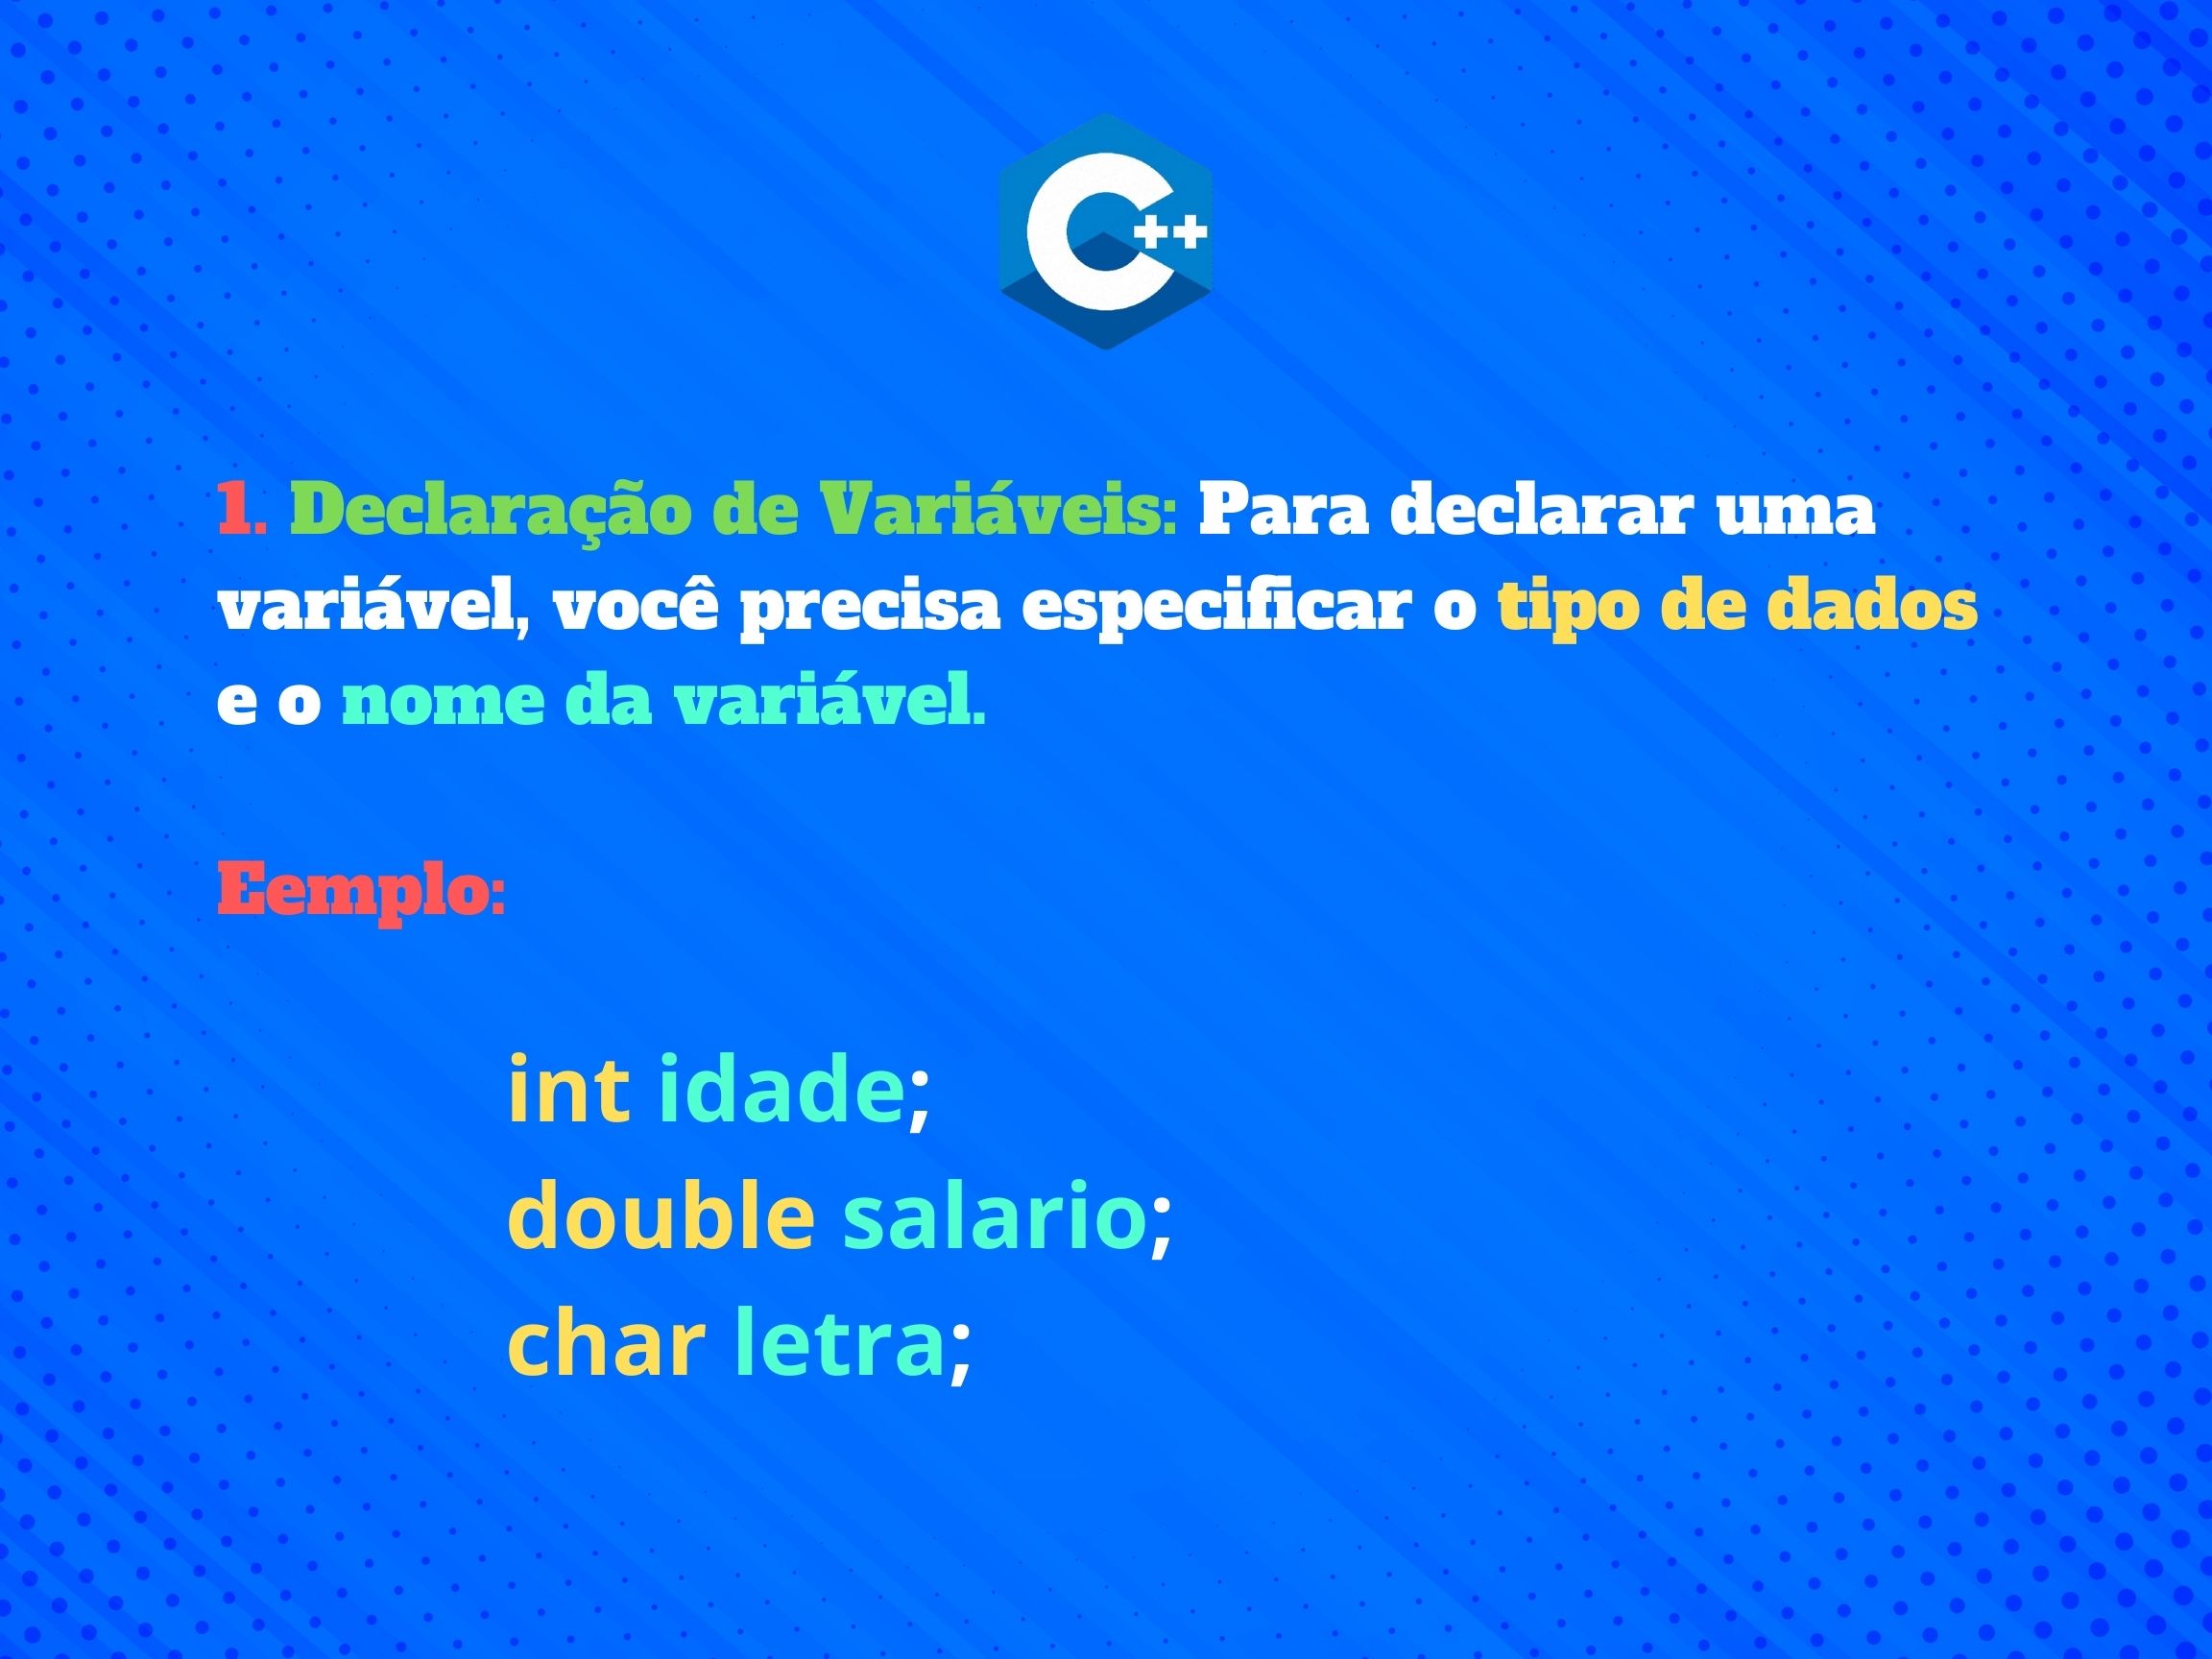 C++
1. Declaração de Variáveis: Para declarar uma
variável, você precisa especificar o tipo de dados
e o nome da variável.
Eemplo:
int idade;
double salario;
char letra;